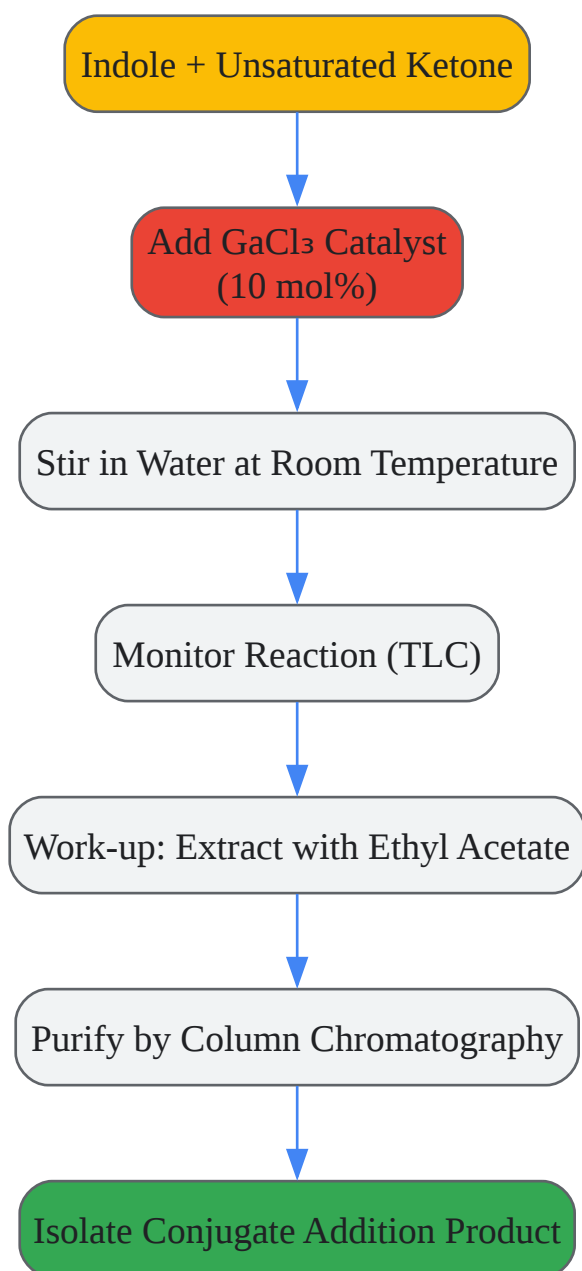 Indole + Unsaturated Ketone
Add GaCl₃ Catalyst
(10 mol%)
Stir in Water at Room Temperature
Monitor Reaction (TLC)
Work-up: Extract with Ethyl Acetate
Purify by Column Chromatography
Isolate Conjugate Addition Product